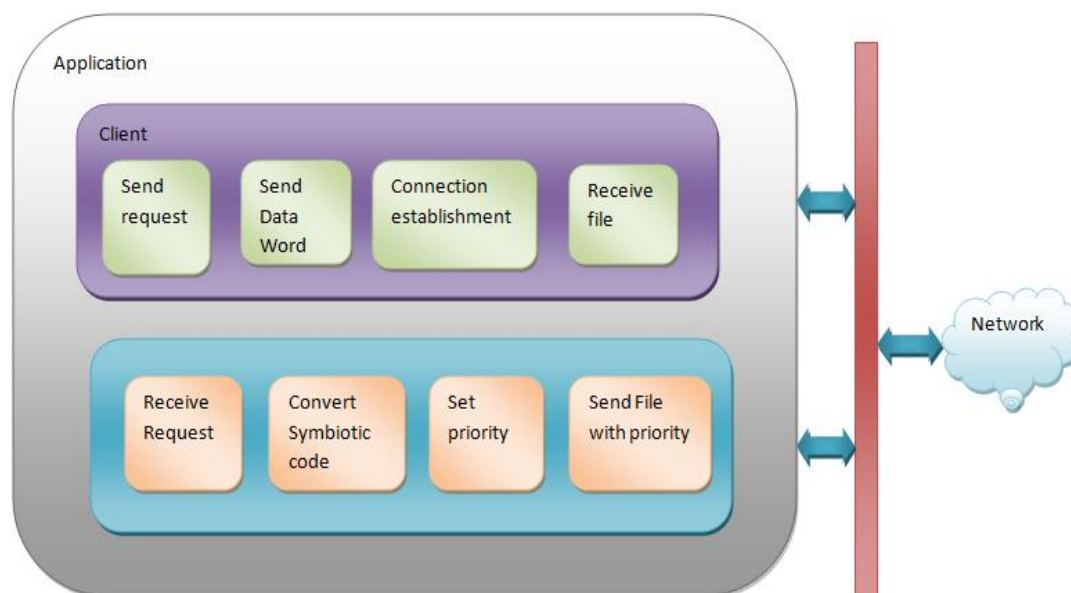 Application
Client
Send
request
Send
Data
Word
Connection
establishment
Receive
file
Receive
Request
Convert
Symbiotic
code
Set
priority
Send File
with priority
Network